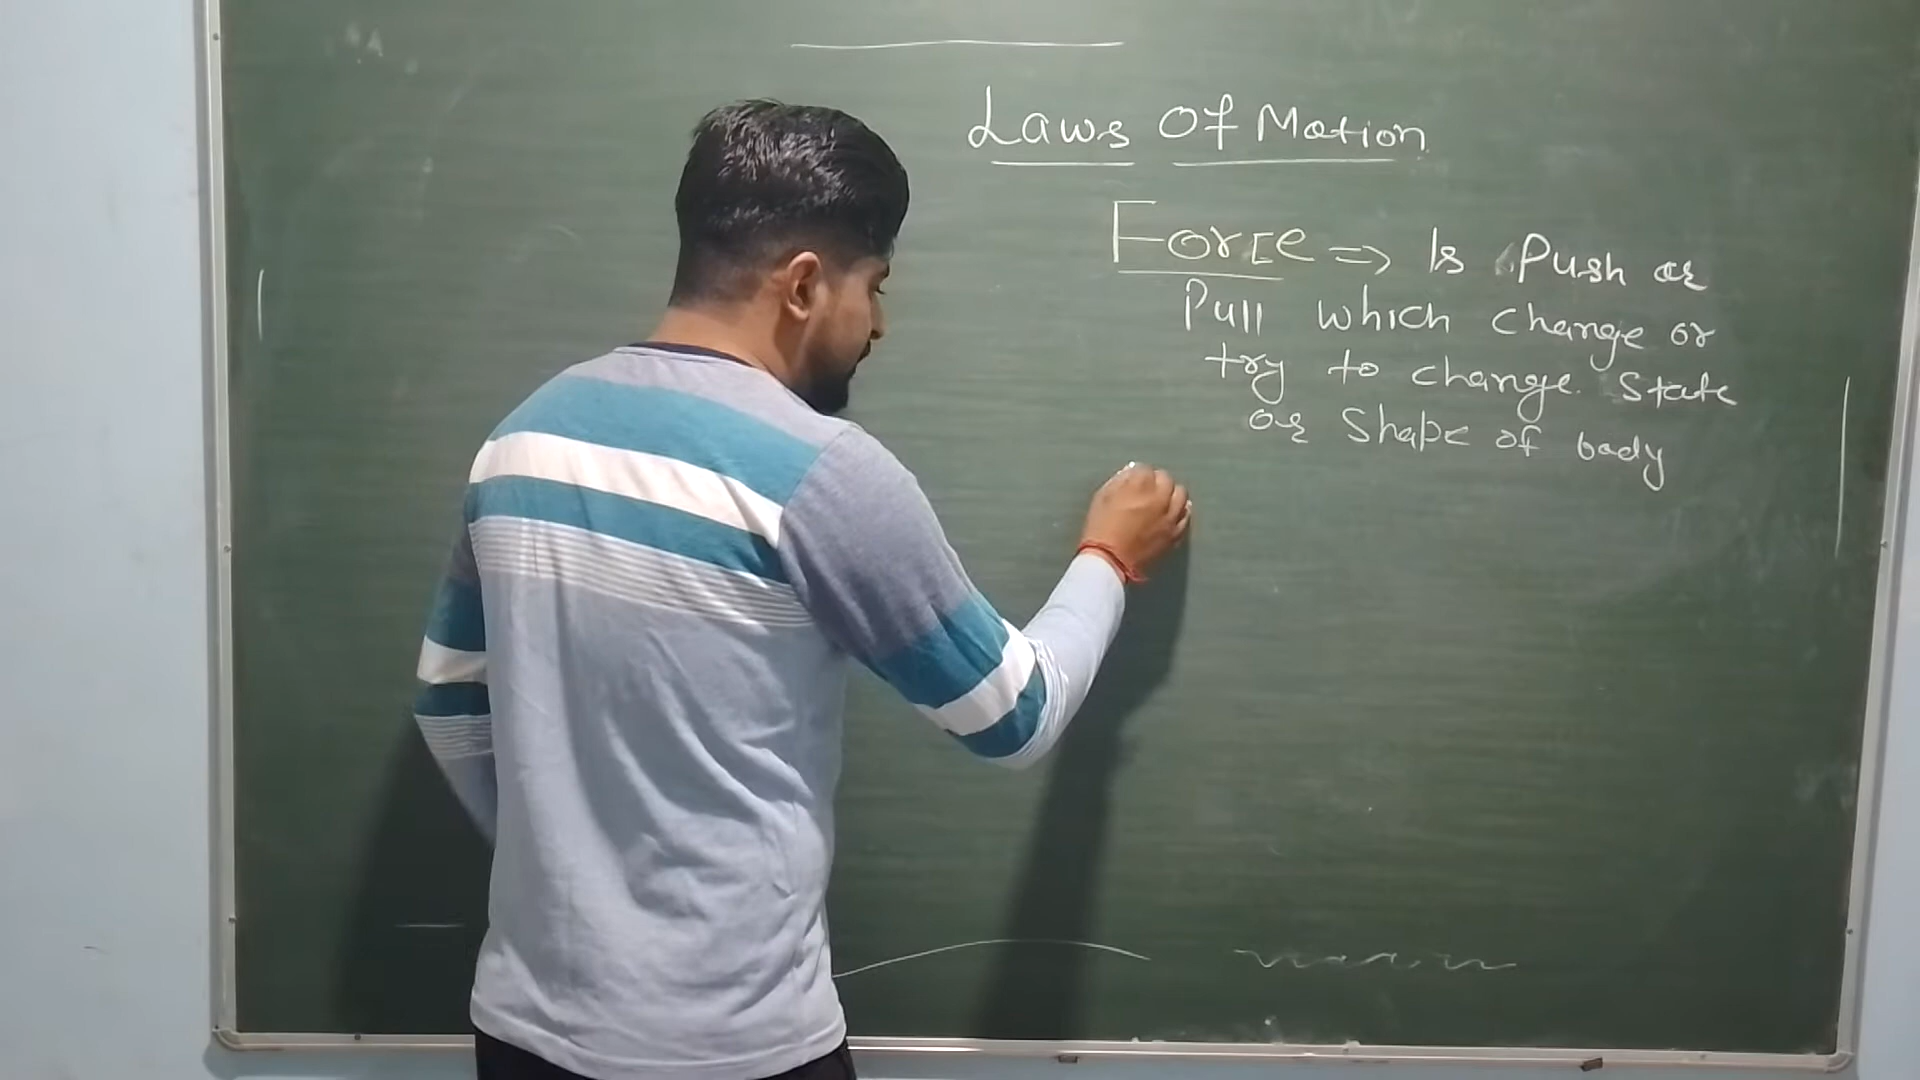 Laws Of Motion
Force => Is Push or
Pull which change or
try to change. State
or Shape of body